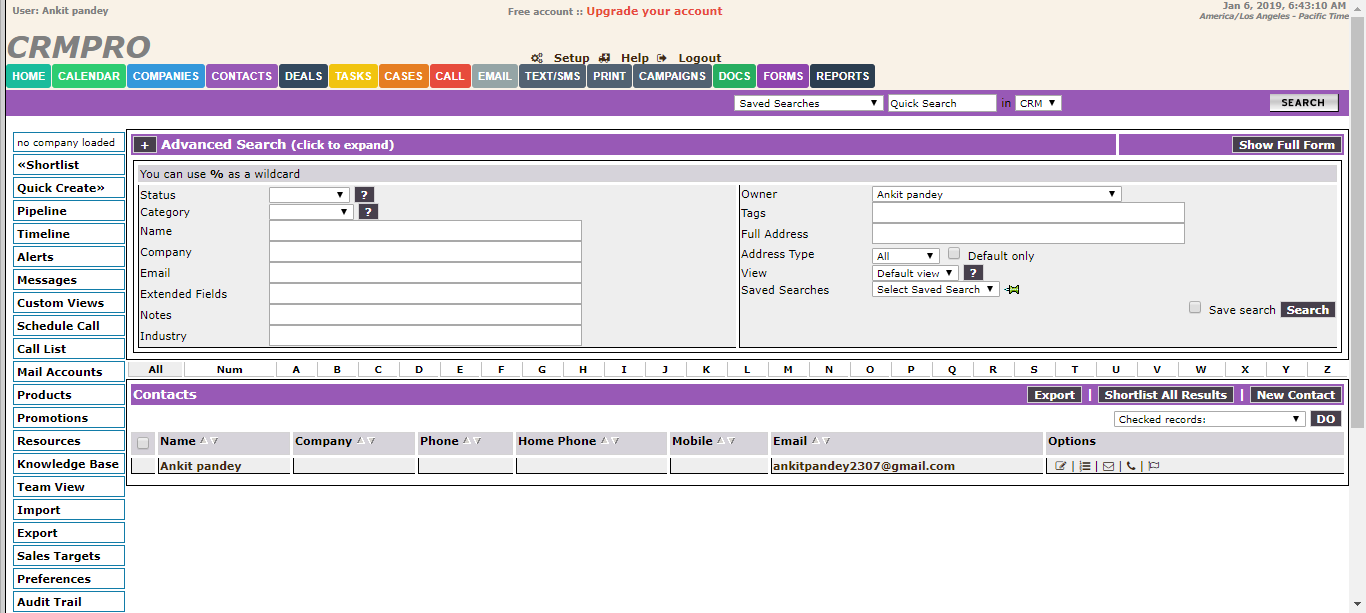 User: Ankit pandey
Free account :: Upgrade your account
Jan 6, 2019, 6:43:10 AM
America/Los Angeles - Pacific Time
CRMPRO
Setup Help Logout
HOME CALENDAR COMPANIES CONTACTS DEALS TASKS CASES CALL EMAIL TEXT/SMS PRINT CAMPAIGNS DOCS FORMS REPORTS
Saved Searches Quick Search in CRM SEARCH
no company loaded
«Shortlist
Quick Create»
Pipeline
Timeline
Alerts
Messages
Custom Views
Schedule Call
Call List
Mail Accounts
Products
Promotions
Resources
Knowledge Base
Team View
Import
Export
Sales Targets
Preferences
Audit Trail
+ Advanced Search (click to expand) Show Full Form
You can use % as a wildcard
Status ?
Category ?
Name
Company
Email
Extended Fields
Notes
Industry
Owner Ankit pandey
Tags
Full Address
Address Type All Default only
View Default view ?
Saved Searches Select Saved Search
Save search Search
All Num A B C D E F G H I J K L M N O P Q R S T U V W X Y Z
Contacts Export | Shortlist All Results | New Contact
Checked records: DO
Name Company Phone Home Phone Mobile Email Options
Ankit pandey ankitpandey2307@gmail.com | | | |